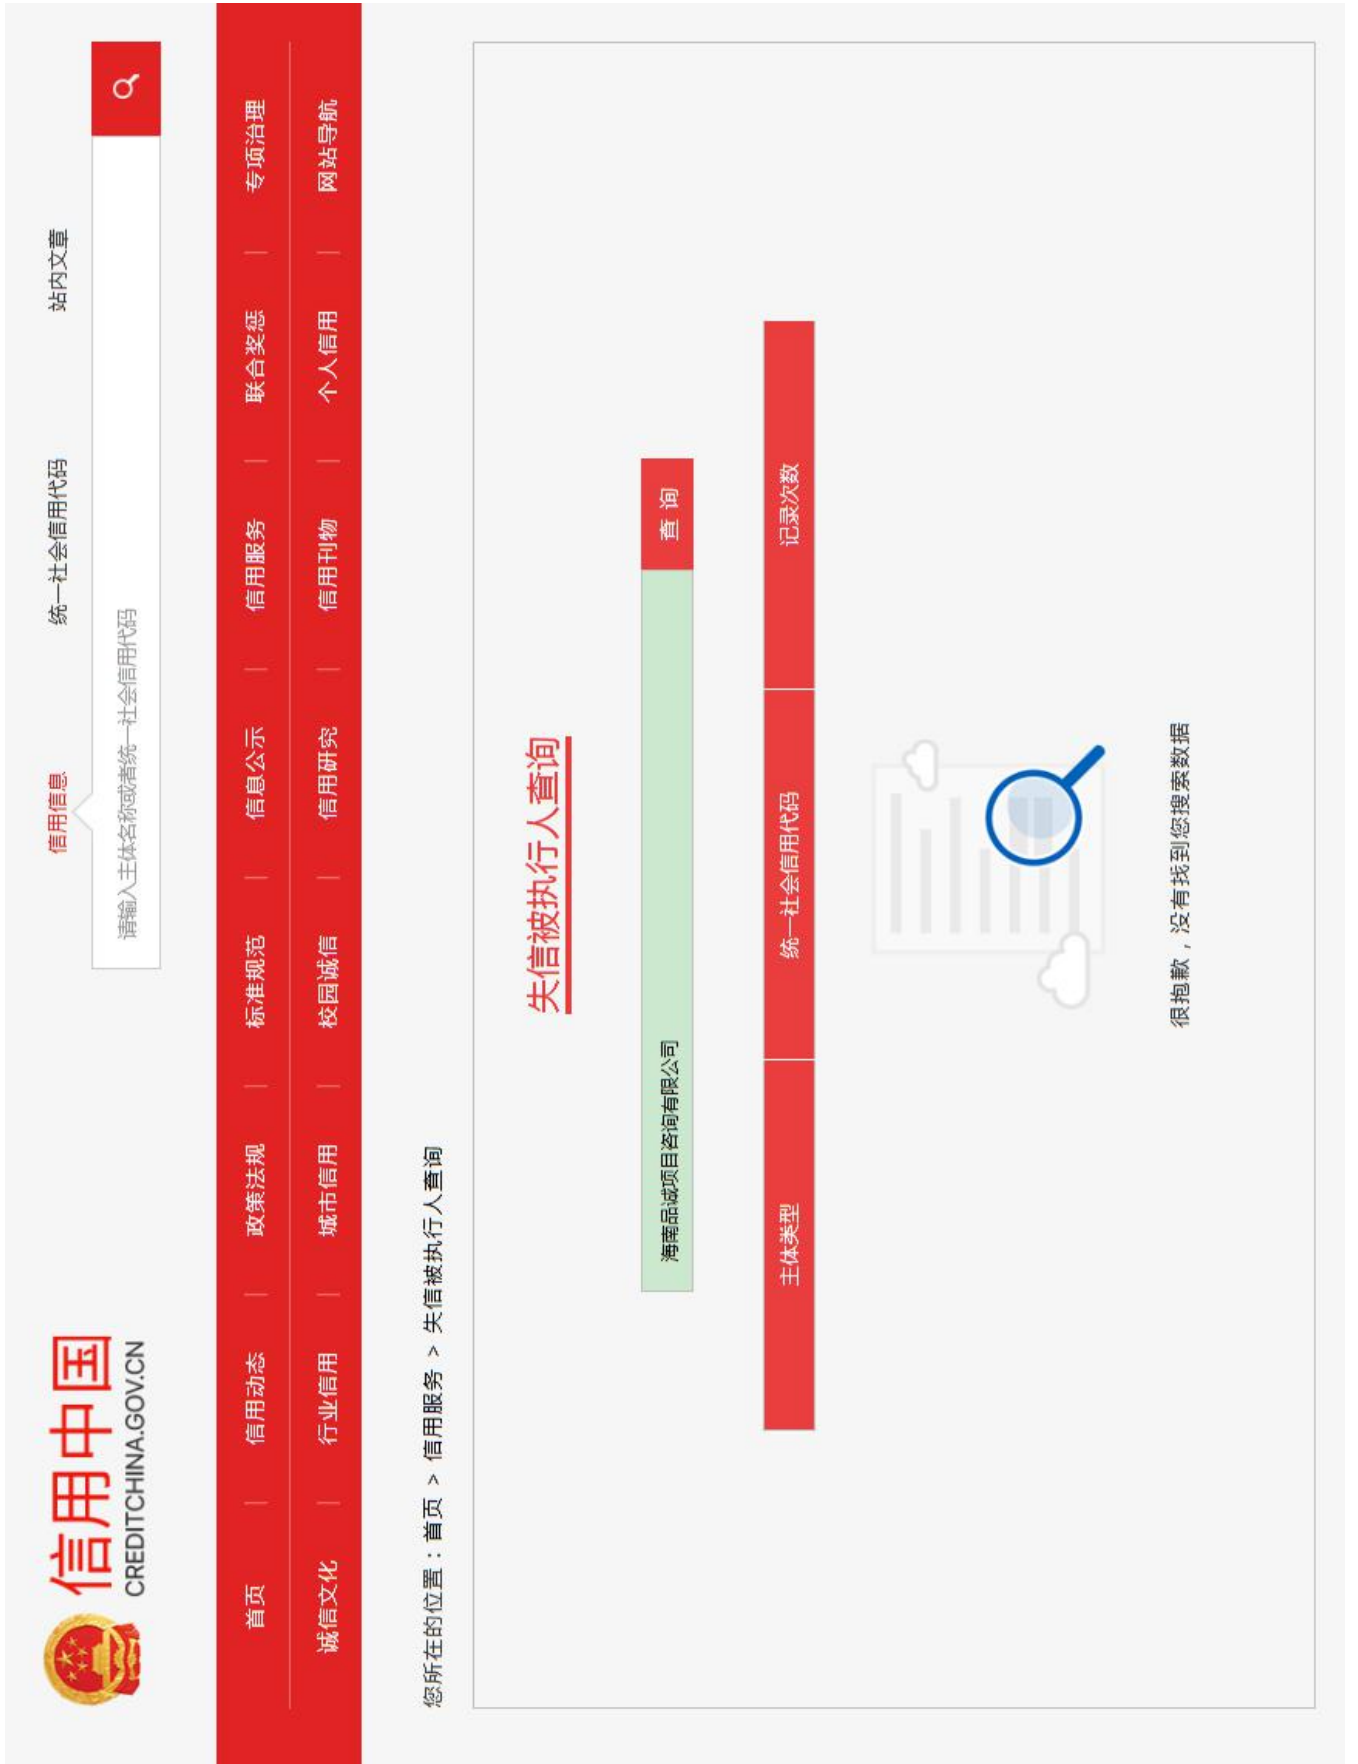 信用中国
CREDITCHINA.GOV.CN
信用信息 统一社会信用代码 站内文章
请输入主体名称或者统一社会信用代码
首页 | 信用动态 | 政策法规 | 标准规范 | 信息公示 | 信用服务 | 联合奖惩 | 专项治理
诚信文化 | 行业信用 | 城市信用 | 校园诚信 | 信用研究 | 信用刊物 | 个人信用 | 网站导航
您所在的位置：首页 > 信用服务 > 失信被执行人查询
失信被执行人查询
海南品诚项目咨询有限公司 查询
主体类型 统一社会信用代码 记录次数
很抱歉，没有找到您搜索数据